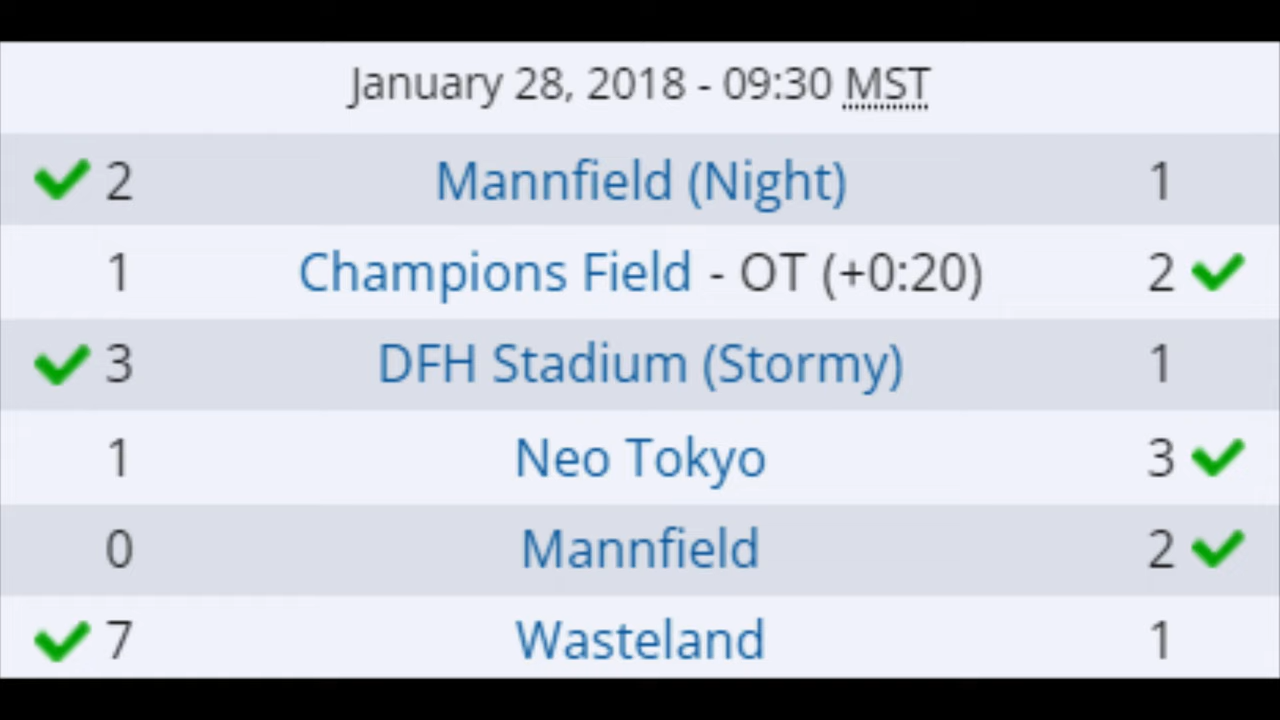 January 28, 2018 - 09:30 MST
2 Mannfield (Night) 1
1 Champions Field - OT (+0:20) 2
3 DFH Stadium (Stormy) 1
1 Neo Tokyo 3
0 Mannfield 2
7 Wasteland 1